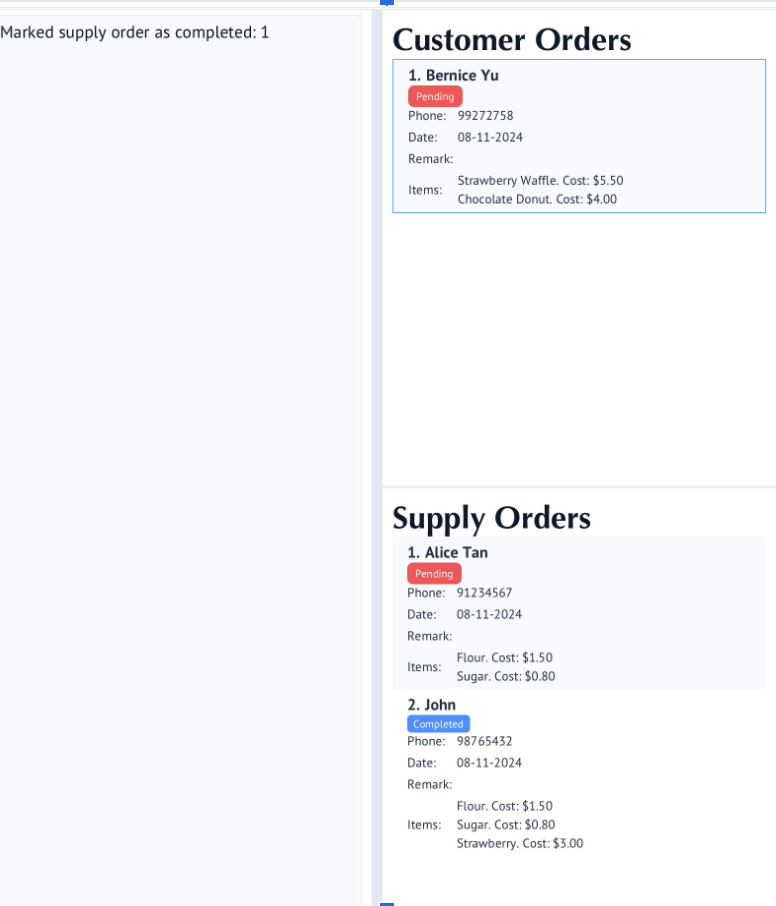 Marked supply order as completed: 1
Customer Orders
1. Bernice Yu
Pending
Phone: 99272758
Date: 08-11-2024
Remark:
Items: Strawberry Waffle. Cost: $5.50
Chocolate Donut. Cost: $4.00
Supply Orders
1. Alice Tan
Pending
Phone: 91234567
Date: 08-11-2024
Remark:
Items: Flour. Cost: $1.50
Sugar. Cost: $0.80
2. John
Completed
Phone: 98765432
Date: 08-11-2024
Remark:
Flour. Cost: $1.50
Items: Sugar. Cost: $0.80
Strawberry. Cost: $3.00